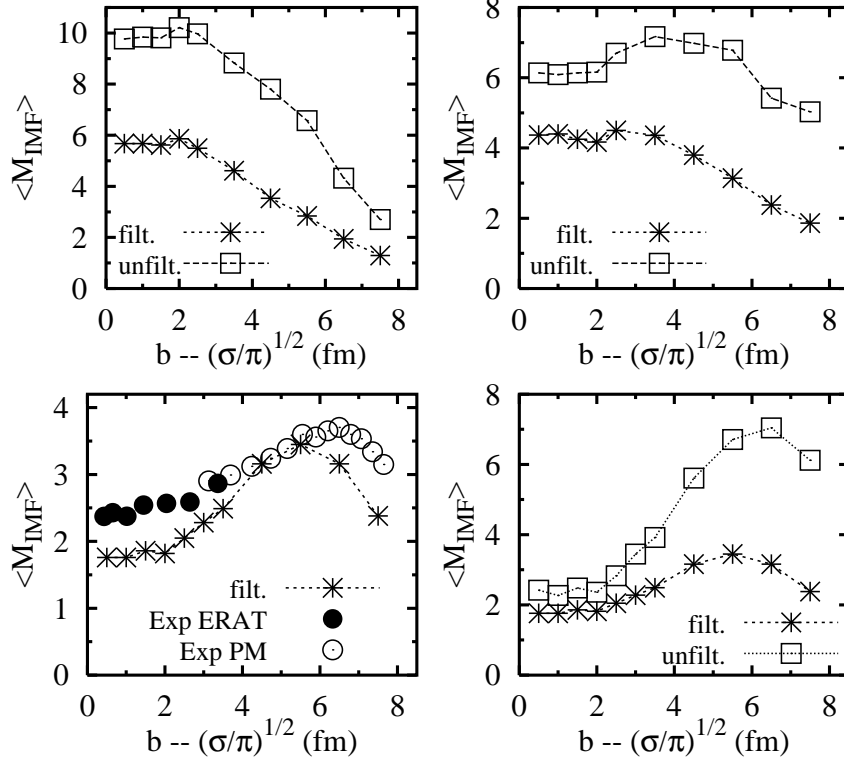 <M_IMF>
10
8
6
4
2
0
filt.
unfilt.
0 2 4 6 8
b -- (σ/π)^1/2 (fm)
<M_IMF>
8
6
4
2
0
filt.
unfilt.
0 2 4 6 8
b -- (σ/π)^1/2 (fm)
<M_IMF>
4
3
2
1
0
filt.
Exp ERAT
Exp PM
0 2 4 6 8
b -- (σ/π)^1/2 (fm)
<M_IMF>
8
6
4
2
0
filt.
unfilt.
0 2 4 6 8
b -- (σ/π)^1/2 (fm)